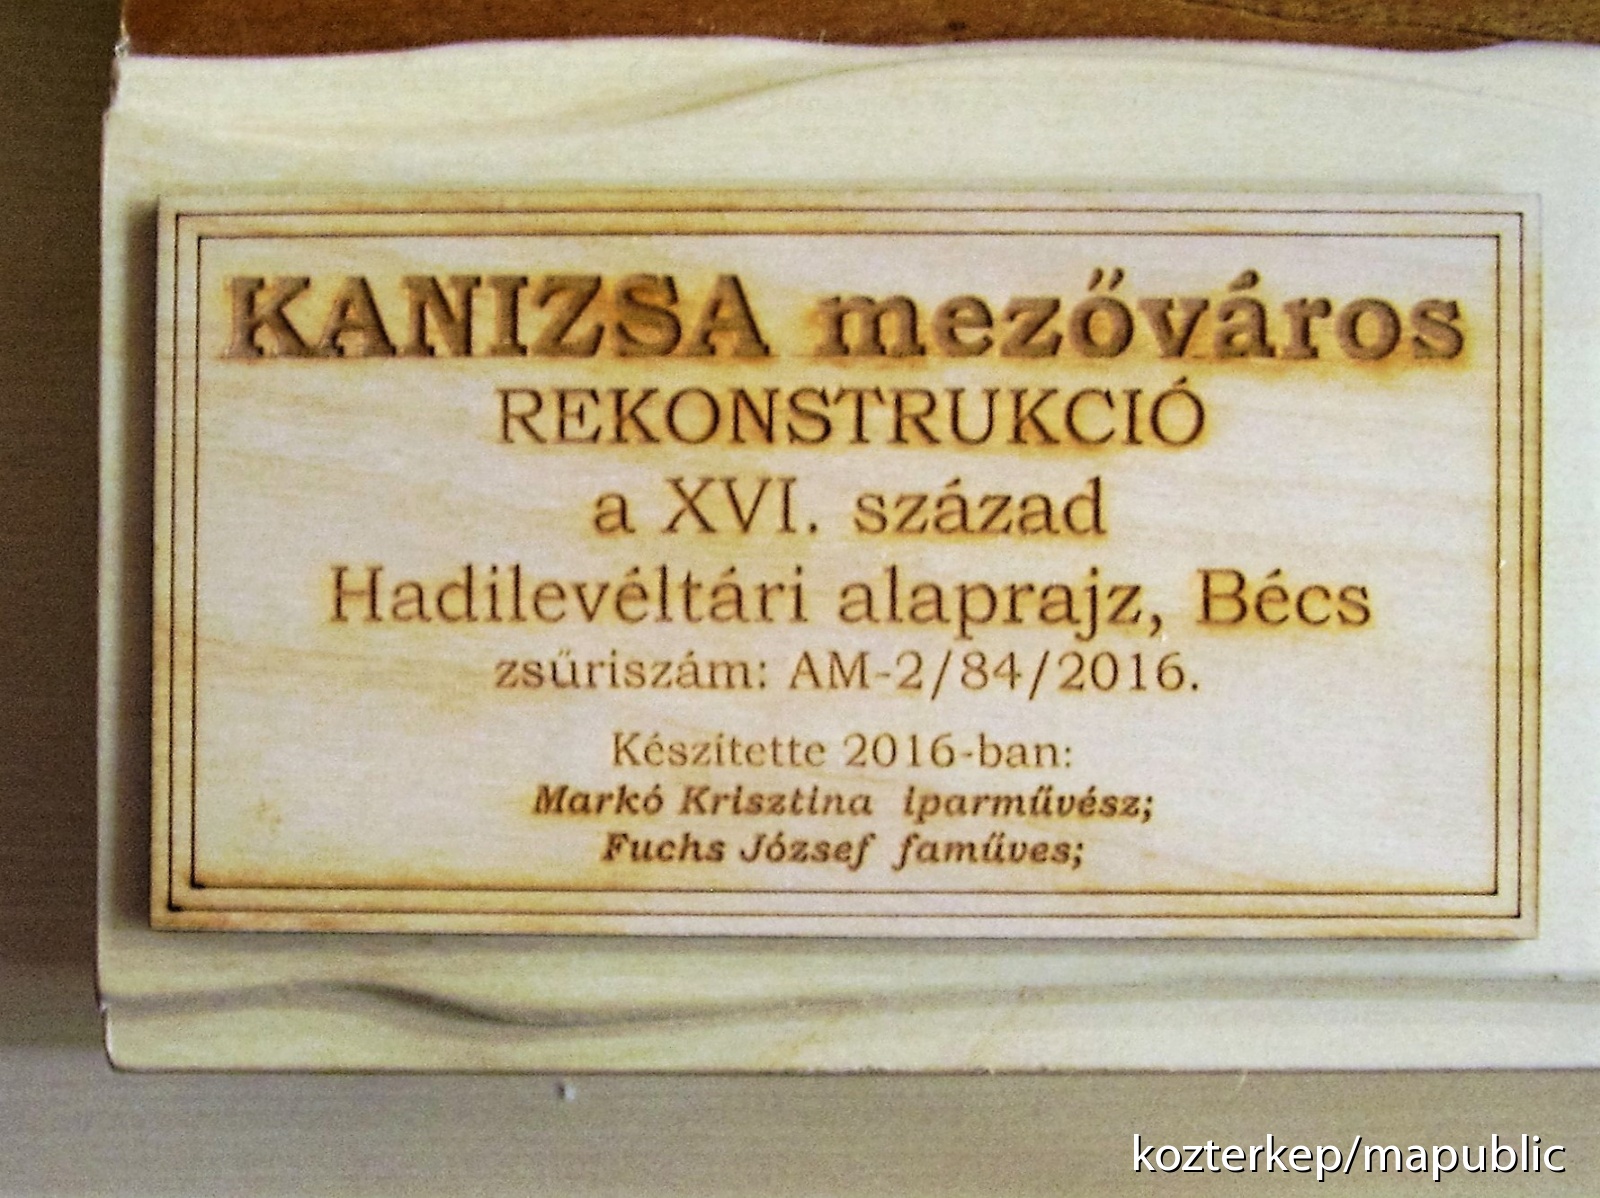 KANIZSA mezőváros
REKONSTRUKCIÓ
a XVI. század
Hadilevéltári alaprajz, Bécs
zsűriszám: AM-2/84/2016.
Készítette 2016-ban:
Markó Krisztina iparművész;
Fuchs József faműves;
kozterkep/mapublic